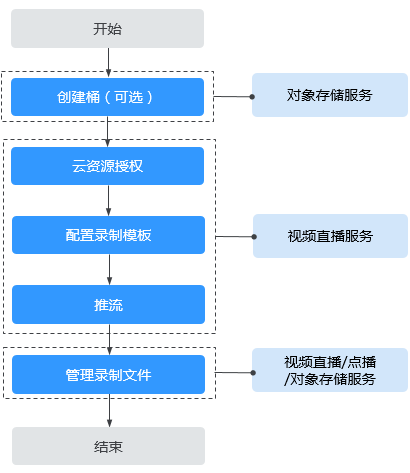 开始
创建桶（可选）
对象存储服务
云资源授权
配置录制模板
视频直播服务
推流
管理录制文件
视频直播/点播
/对象存储服务
结束